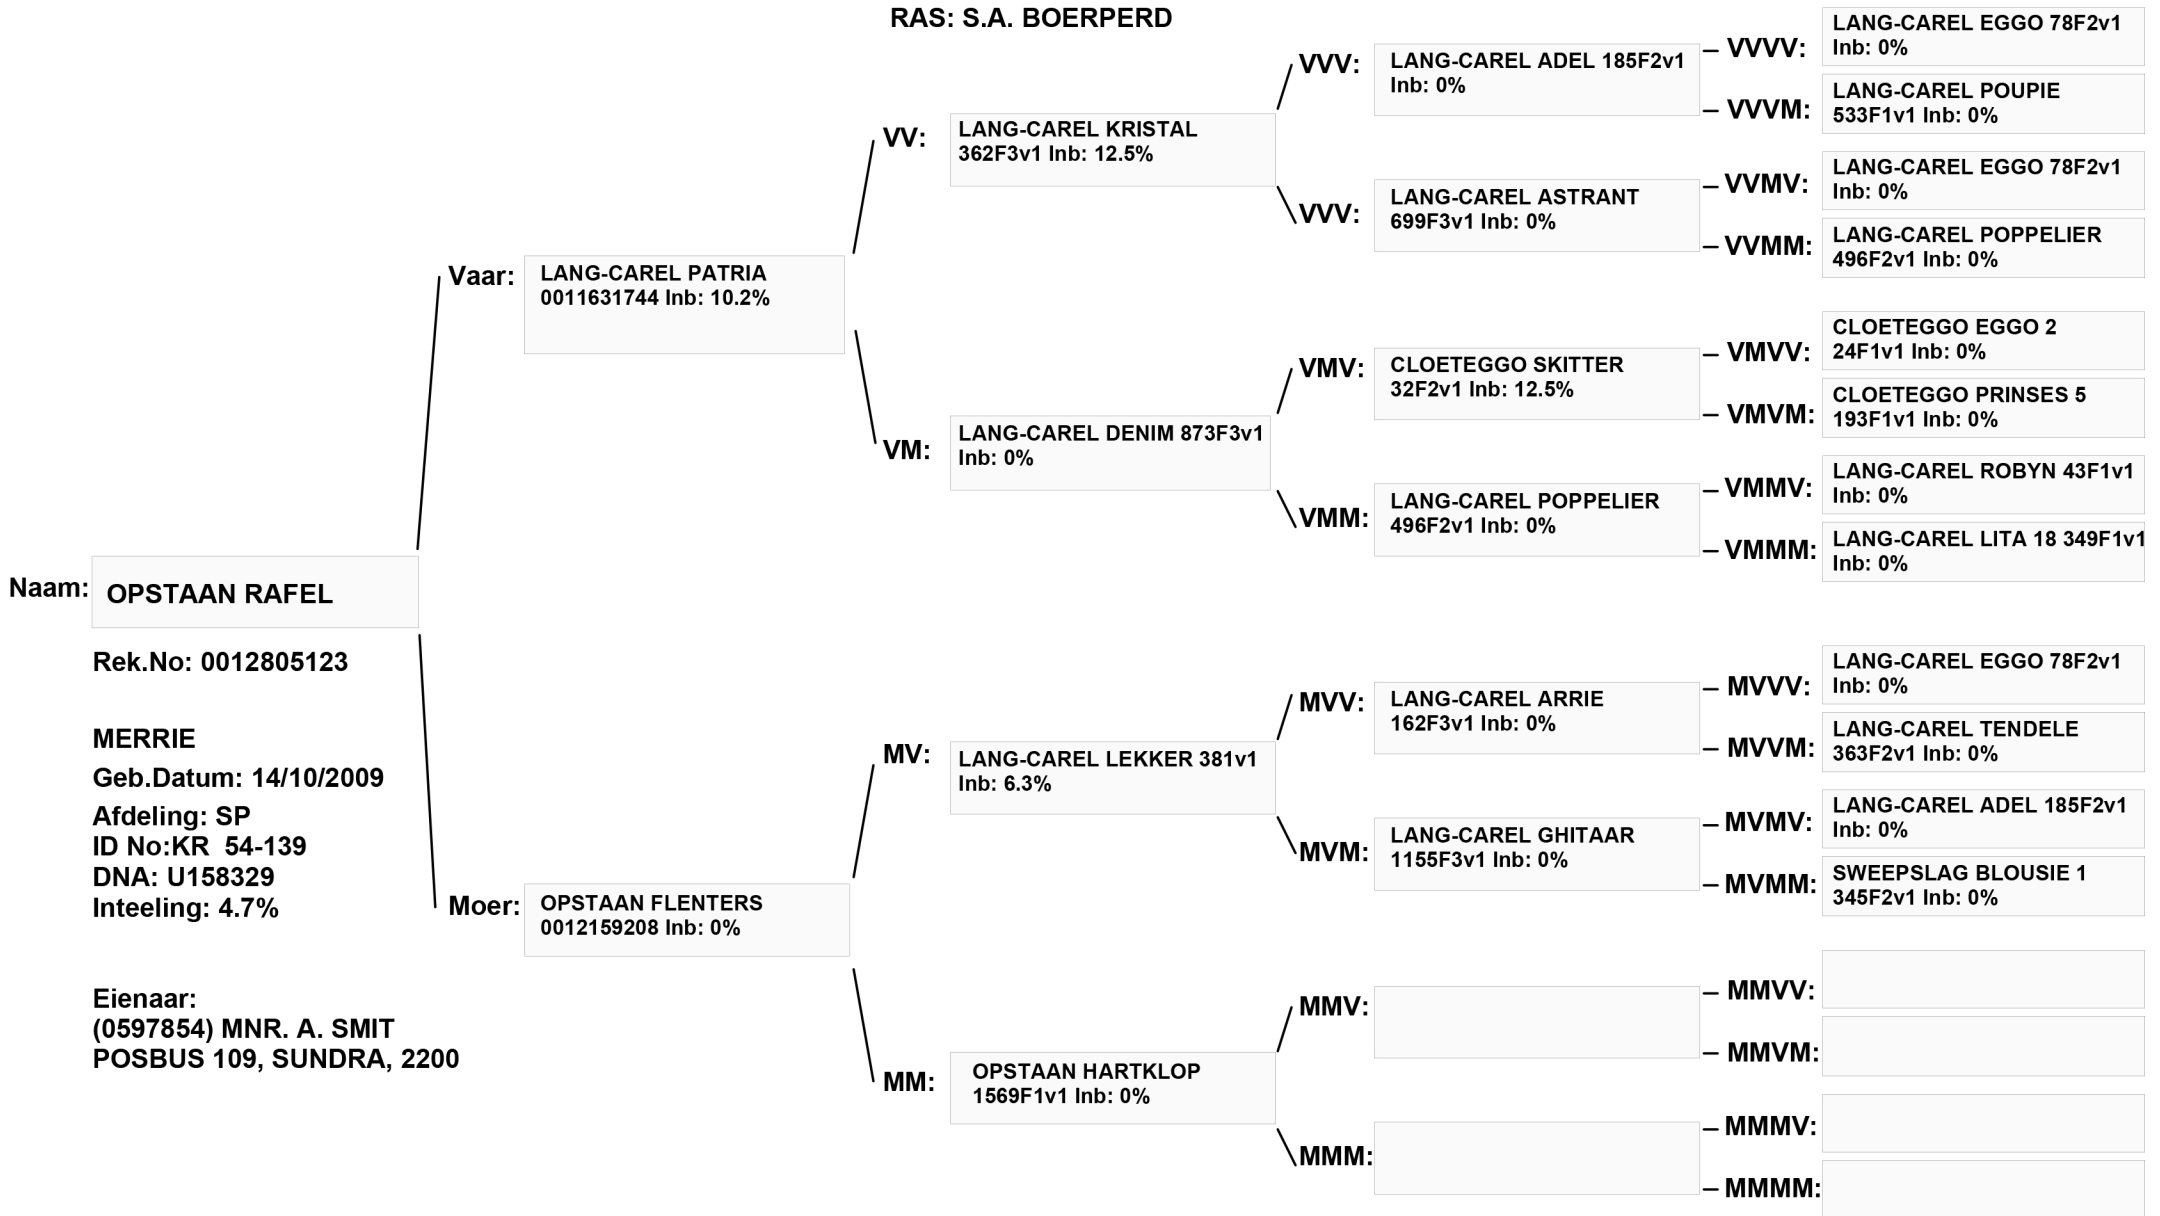 RAS: S.A. BOERPERD
Naam:
OPSTAAN RAFEL
Rek.No: 0012805123
MERRIE
Geb.Datum: 14/10/2009
Afdeling: SP
ID No:KR  54-139
DNA: U158329
Inteeling: 4.7%
Eienaar:
(0597854) MNR. A. SMIT
POSBUS 109, SUNDRA, 2200
Vaar:
LANG-CAREL PATRIA
0011631744 Inb: 10.2%
Moer:
OPSTAAN FLENTERS
0012159208 Inb: 0%
VV:
LANG-CAREL KRISTAL
362F3v1 Inb: 12.5%
VM:
LANG-CAREL DENIM 873F3v1
Inb: 0%
MV:
LANG-CAREL LEKKER 381v1
Inb: 6.3%
MM:
OPSTAAN HARTKLOP
1569F1v1 Inb: 0%
VVV:
LANG-CAREL ADEL 185F2v1
Inb: 0%
VVV:
LANG-CAREL ASTRANT
699F3v1 Inb: 0%
VMV:
CLOETEGGO SKITTER
32F2v1 Inb: 12.5%
VMM:
LANG-CAREL POPPELIER
496F2v1 Inb: 0%
MVV:
LANG-CAREL ARRIE
162F3v1 Inb: 0%
MVM:
LANG-CAREL GHITAAR
1155F3v1 Inb: 0%
MMV:
MMM:
– VVVV:
LANG-CAREL EGGO 78F2v1
Inb: 0%
– VVVM:
LANG-CAREL POUPIE
533F1v1 Inb: 0%
– VVMV:
LANG-CAREL EGGO 78F2v1
Inb: 0%
– VVMM:
LANG-CAREL POPPELIER
496F2v1 Inb: 0%
– VMVV:
CLOETEGGO EGGO 2
24F1v1 Inb: 0%
– VMVM:
CLOETEGGO PRINSES 5
193F1v1 Inb: 0%
– VMMV:
LANG-CAREL ROBYN 43F1v1
Inb: 0%
– VMMM:
LANG-CAREL LITA 18 349F1v1
Inb: 0%
– MVVV:
LANG-CAREL EGGO 78F2v1
Inb: 0%
– MVVM:
LANG-CAREL TENDELE
363F2v1 Inb: 0%
– MVMV:
LANG-CAREL ADEL 185F2v1
Inb: 0%
– MVMM:
SWEEPSLAG BLOUSIE 1
345F2v1 Inb: 0%
– MMVV:
– MMVM:
– MMMV:
– MMMM: